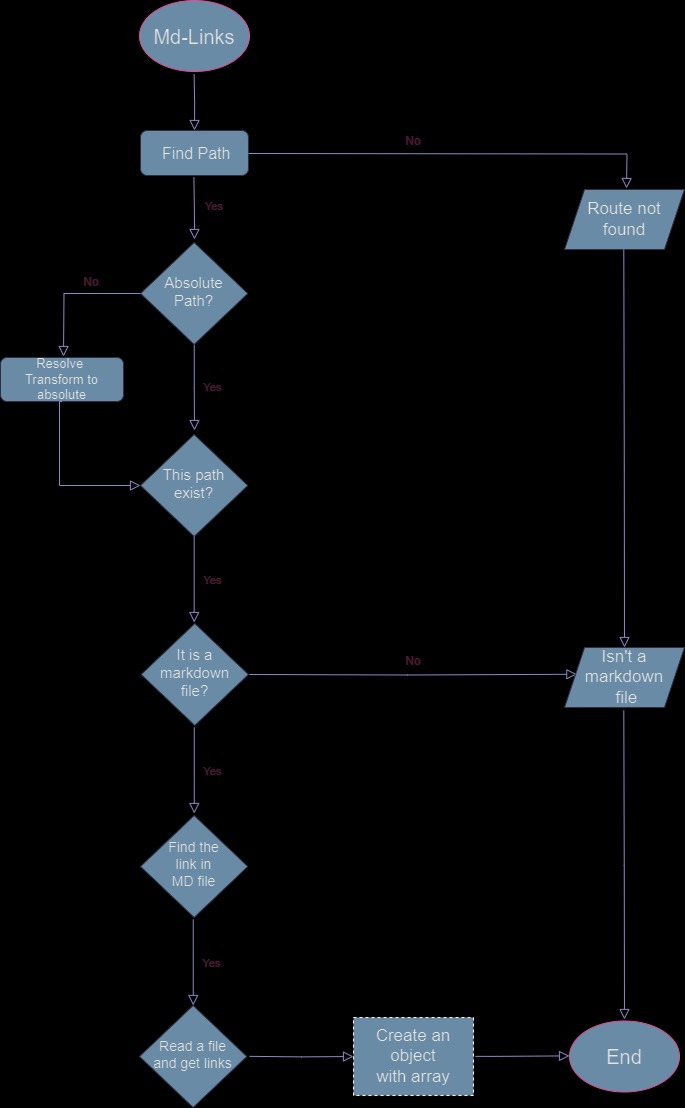 Md-Links
Find Path
No
Route not
found
Yes
Absolute
Path?
No
Resolve
Transform to
absolute
Yes
This path
exist?
Yes
It is a
markdown
file?
No
Isn't a
markdown
file
Yes
Find the
link in
MD file
Yes
Read a file
and get links
Create an
object
with array
End